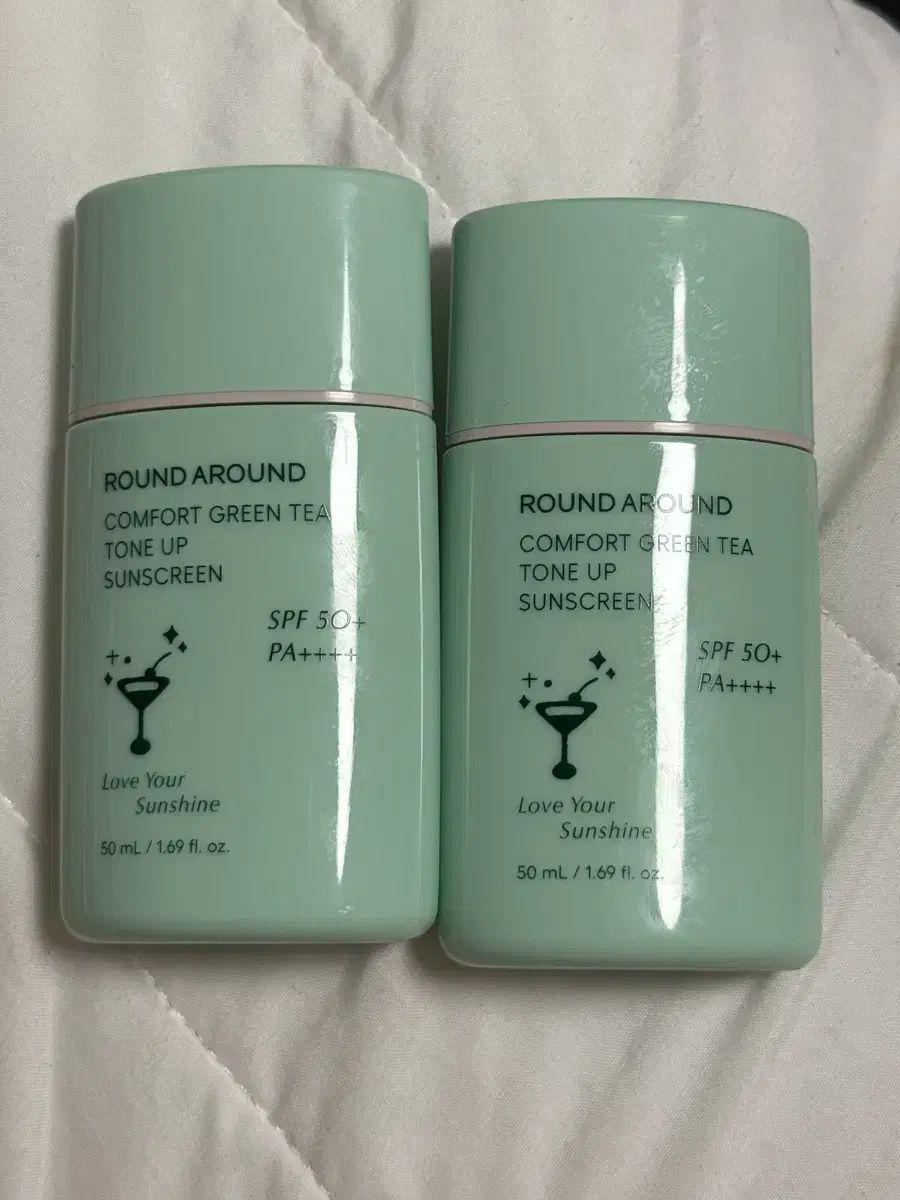 ROUND AROUND
COMFORT GREEN TEA
TONE UP
SUNSCREEN
SPF 50+
PA++++
Love Your
Sunshine
50 mL / 1.69 fl. oz.
ROUND AROUND
COMFORT GREEN TEA
TONE UP
SUNSCREEN
SPF 50+
PA++++
Love Your
Sunshine
50 mL / 1.69 fl. oz.